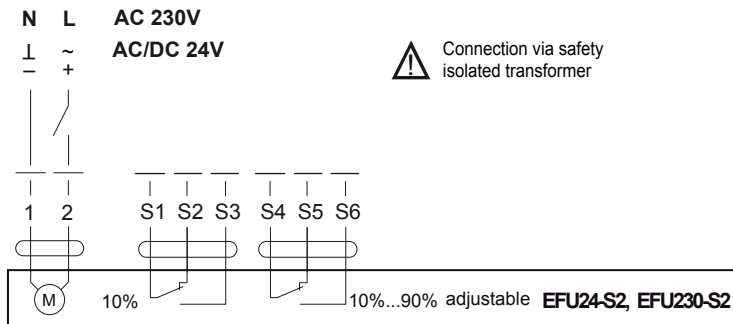 N L AC 230V
⊥ ~ AC/DC 24V
− +
Connection via safety
isolated transformer
1 2 S1 S2 S3 S4 S5 S6
M 10% 10%...90% adjustable EFU24-S2, EFU230-S2